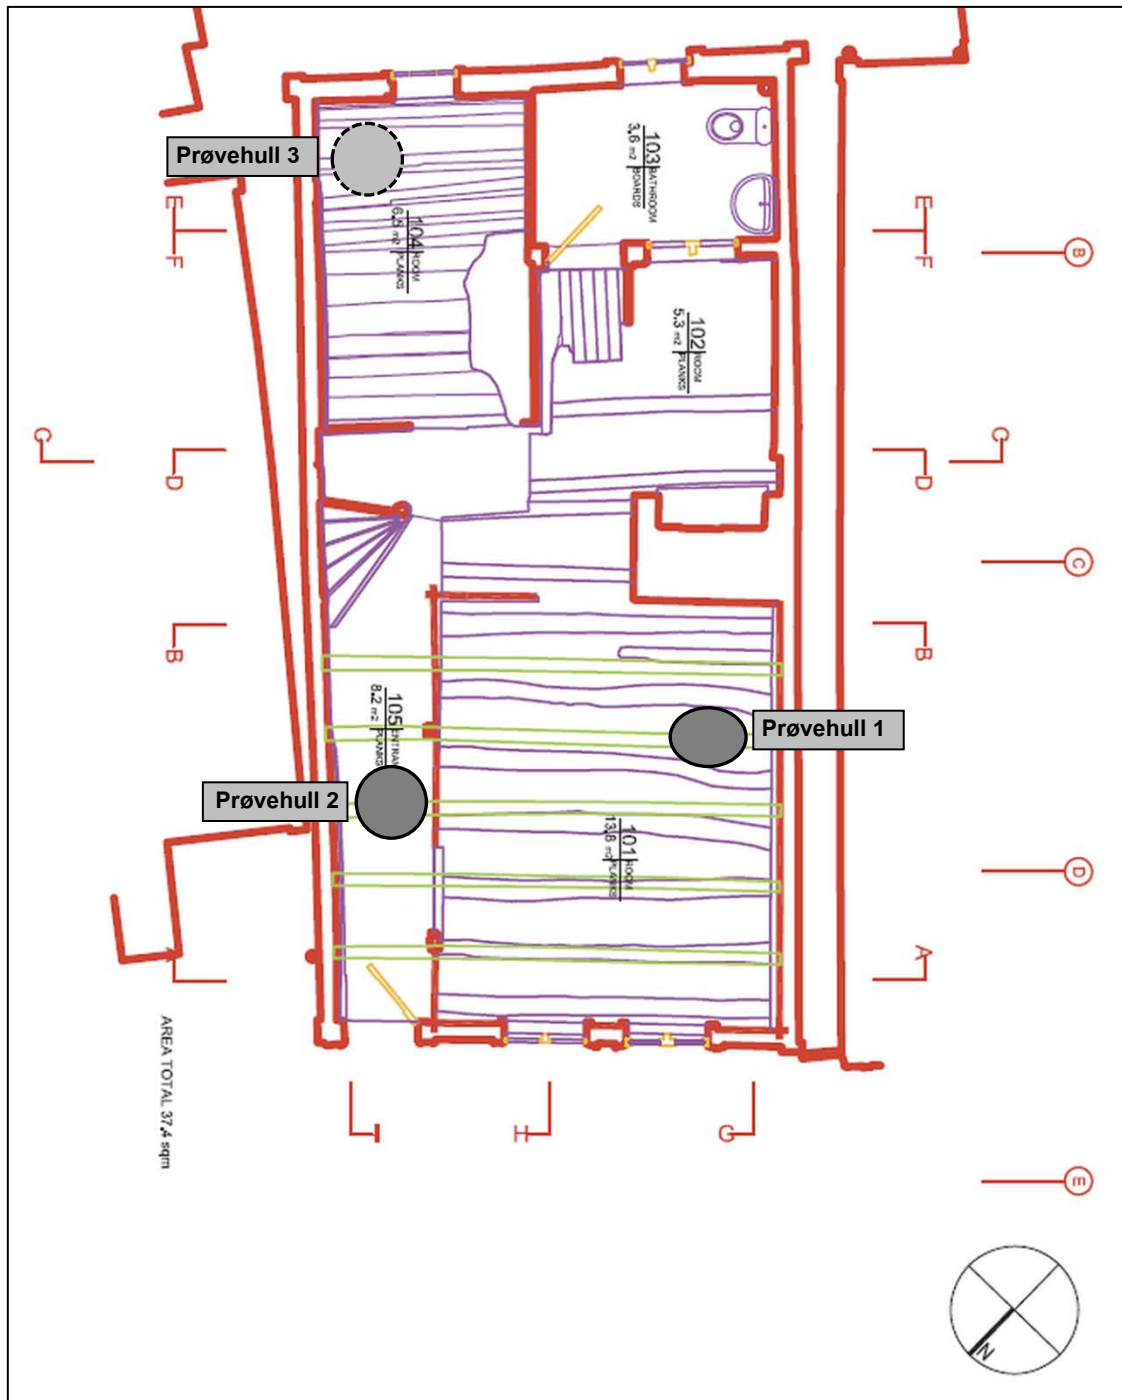 Prøvehull 3
103 BATHROOM
3,6 m2 BOARDS
E
F
E
F
B
104 ROOM
6,5 m2 PLANKS
102 ROOM
5,3 m2 PLANKS
C
D
D
C
C
B
B
105 ENTRAN
8,2 m2 PLANKS
Prøvehull 1
Prøvehull 2
101 ROOM
13,8 m2 PLANKS
D
A
AREA TOTAL 37,4 sqm
I
H
G
E
N